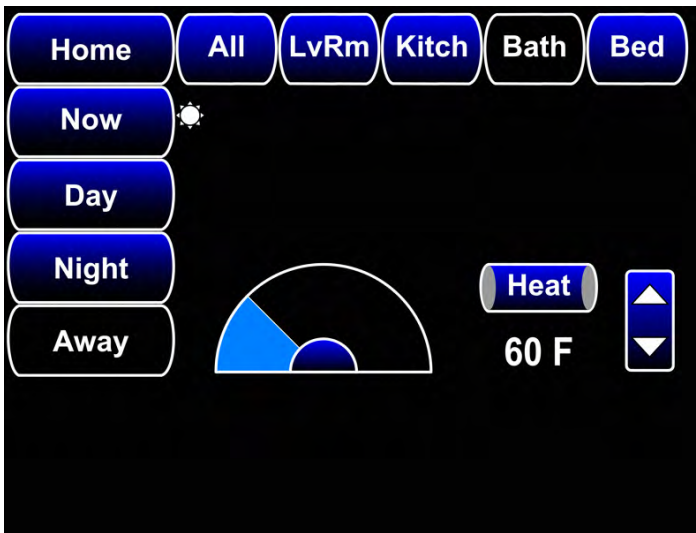 Home All LvRm Kitch Bath Bed
Now
Day
Night
Heat
Away
60 F